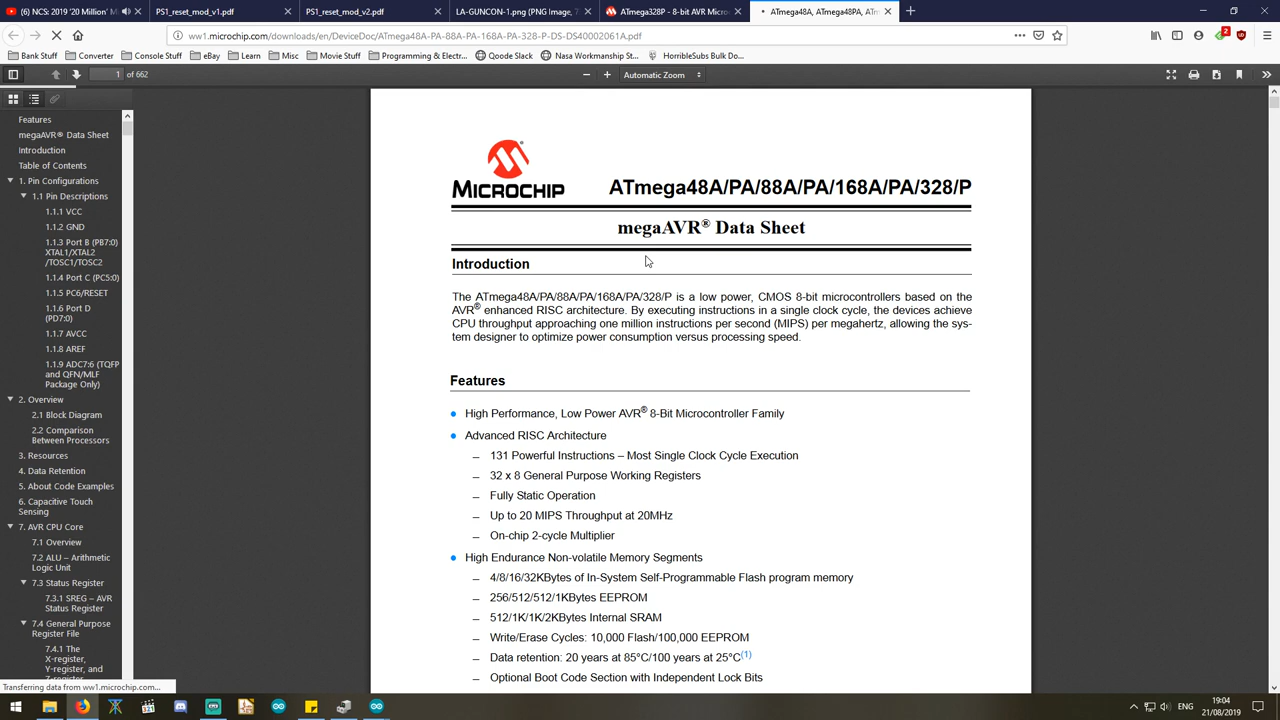 (6) NCS: 2019 '20 Million' M
PS1_reset_mod_v1.pdf
PS1_reset_mod_v2.pdf
LA-GUNCON-1.png (PNG Image, 7
ATmega328P - 8-bit AVR Micro
ATmega48A, ATmega48PA, ATm
ww1.microchip.com/downloads/en/DeviceDoc/ATmega48A-PA-88A-PA-168A-PA-328-P-DS-DS40002061A.pdf
2
Bank Stuff
Converter
Console Stuff
eBay
Learn
Misc
Movie Stuff
Programming & Electr...
Qoode Slack
Nasa Workmanship St...
HorribleSubs Bulk Do...
1 of 662
Automatic Zoom
Features
megaAVR® Data Sheet
Introduction
Table of Contents
1. Pin Configurations
1.1 Pin Descriptions
1.1.1 VCC
1.1.2 GND
1.1.3 Port B (PB7:0)
XTAL1/XTAL2
/TOSC1/TOSC2
1.1.4 Port C (PC5:0)
1.1.5 PC6/RESET
1.1.6 Port D
(PD7:0)
1.1.7 AVCC
1.1.8 AREF
1.1.9 ADC7:6 (TQFP
and QFN/MLF
Package Only)
2. Overview
2.1 Block Diagram
2.2 Comparison
Between Processors
3. Resources
4. Data Retention
5. About Code Examples
6. Capacitive Touch
Sensing
7. AVR CPU Core
7.1 Overview
7.2 ALU – Arithmetic
Logic Unit
7.3 Status Register
7.3.1 SREG – AVR
Status Register
7.4 General Purpose
Register File
7.4.1 The
X-register,
Y-register, and
Z-register
Transferring data from ww1.microchip.com...
MICROCHIP
ATmega48A/PA/88A/PA/168A/PA/328/P
megaAVR® Data Sheet
Introduction
The ATmega48A/PA/88A/PA/168A/PA/328/P is a low power, CMOS 8-bit microcontrollers based on the
AVR® enhanced RISC architecture. By executing instructions in a single clock cycle, the devices achieve
CPU throughput approaching one million instructions per second (MIPS) per megahertz, allowing the sys-
tem designer to optimize power consumption versus processing speed.
Features
● High Performance, Low Power AVR® 8-Bit Microcontroller Family
● Advanced RISC Architecture
– 131 Powerful Instructions – Most Single Clock Cycle Execution
– 32 x 8 General Purpose Working Registers
– Fully Static Operation
– Up to 20 MIPS Throughput at 20MHz
– On-chip 2-cycle Multiplier
● High Endurance Non-volatile Memory Segments
– 4/8/16/32KBytes of In-System Self-Programmable Flash program memory
– 256/512/512/1KBytes EEPROM
– 512/1K/1K/2KBytes Internal SRAM
– Write/Erase Cycles: 10,000 Flash/100,000 EEPROM
– Data retention: 20 years at 85°C/100 years at 25°C(1)
– Optional Boot Code Section with Independent Lock Bits
ENG
19:04
21/08/2019